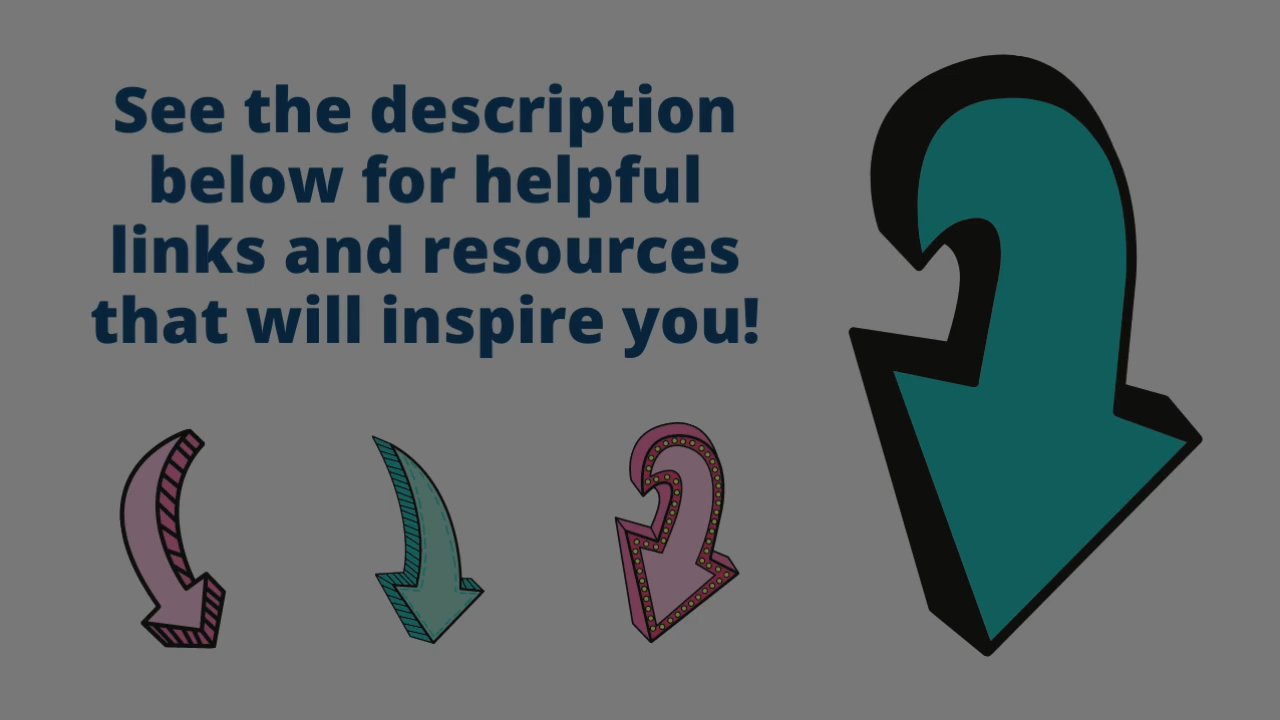 See the description
below for helpful
links and resources
that will inspire you!